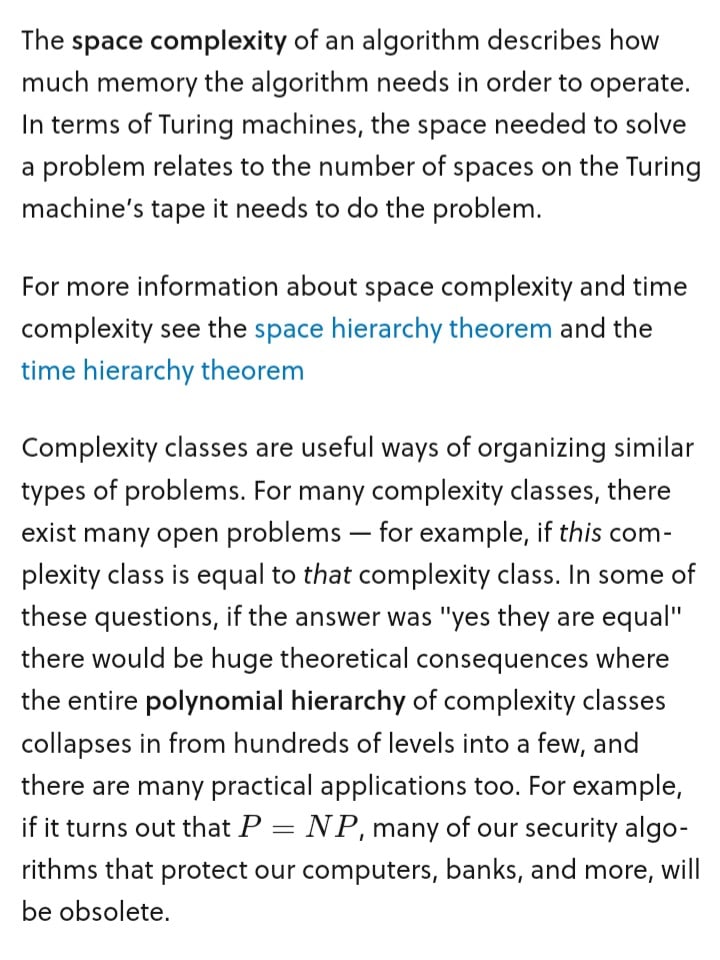 The space complexity of an algorithm describes how
much memory the algorithm needs in order to operate.
In terms of Turing machines, the space needed to solve
a problem relates to the number of spaces on the Turing
machine's tape it needs to do the problem.
For more information about space complexity and time
complexity see the space hierarchy theorem and the
time hierarchy theorem
Complexity classes are useful ways of organizing similar
types of problems. For many complexity classes, there
exist many open problems — for example, if this com-
plexity class is equal to that complexity class. In some of
these questions, if the answer was "yes they are equal"
there would be huge theoretical consequences where
the entire polynomial hierarchy of complexity classes
collapses in from hundreds of levels into a few, and
there are many practical applications too. For example,
if it turns out that P = NP, many of our security algo-
rithms that protect our computers, banks, and more, will
be obsolete.